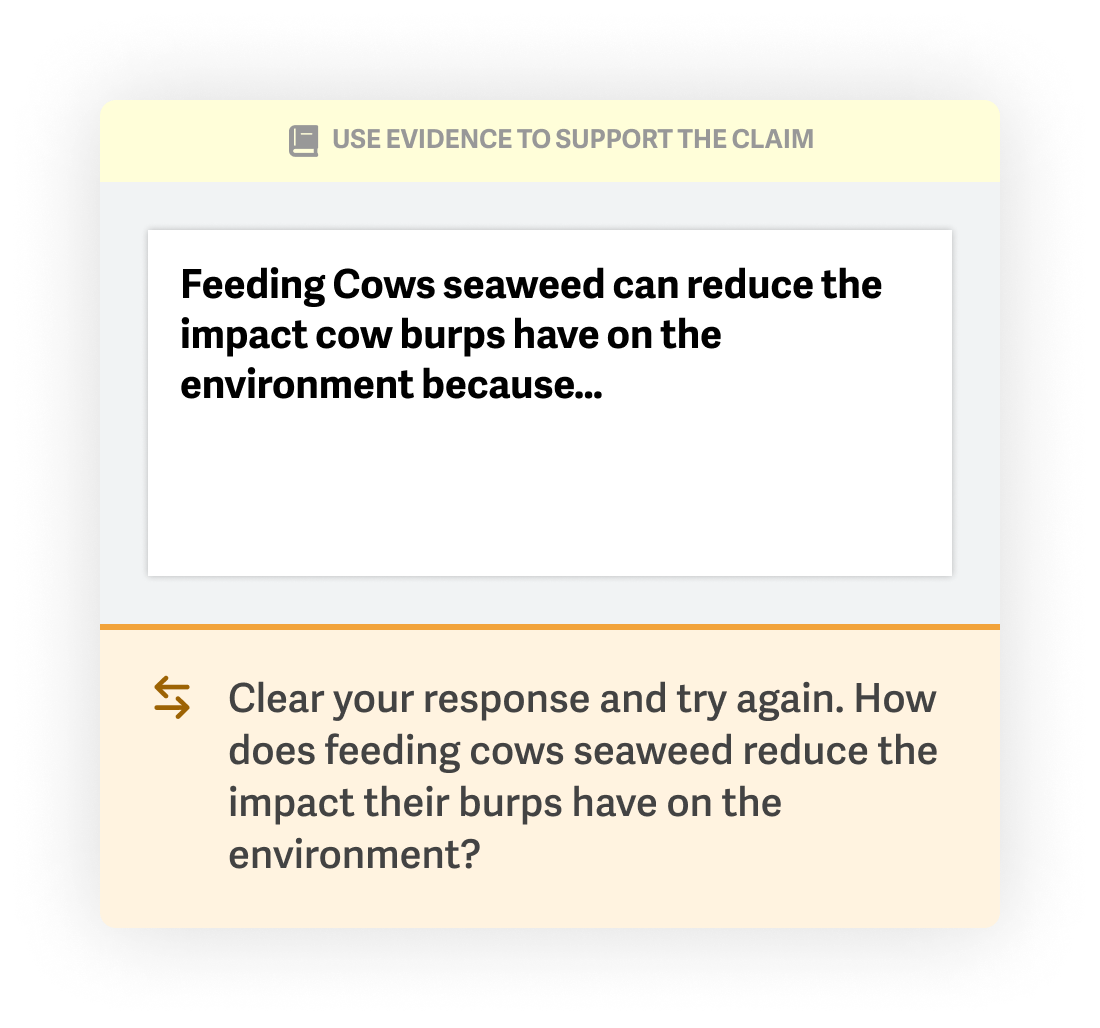 USE EVIDENCE TO SUPPORT THE CLAIM
Feeding Cows seaweed can reduce the
impact cow burps have on the
environment because...
Clear your response and try again. How
does feeding cows seaweed reduce the
impact their burps have on the
environment?